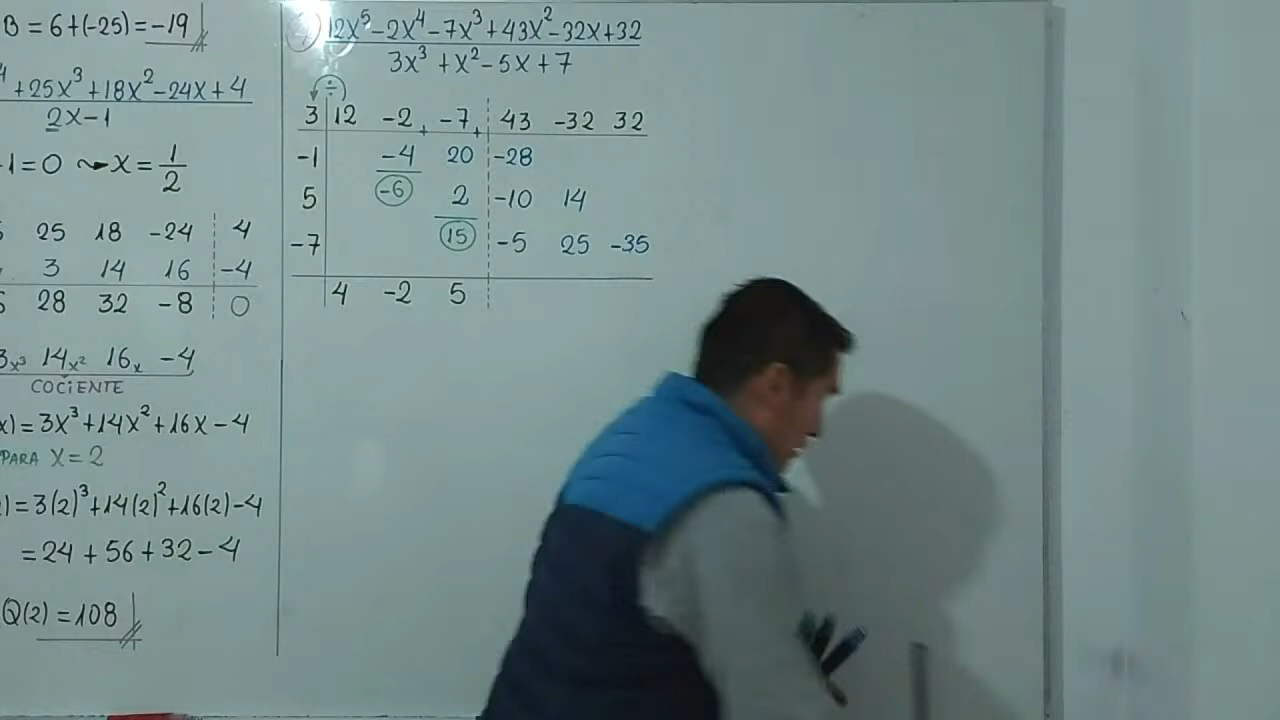 B = 6+(-25) = -19
4 +25x³+18x²-24x+4
2x-1
-1=0 ⤳ x = 1
2
25 18 -24 4
3 14 16 -4
28 32 -8 0
3x³ 14x² 16x -4
COCIENTE
x)=3x³+14x²+16x-4
PARA x=2
)=3(2)³+14(2)²+16(2)-4
=24+56+32-4
Q(2)=108
12x⁵-2x⁴-7x³+43x²-32x+32
3x³+x²-5x+7
÷
3 12 -2 + -7 + 43 -32 32
-1 -4 20 -28
5 -6 2 -10 14
-7 15 -5 25 -35
4 -2 5